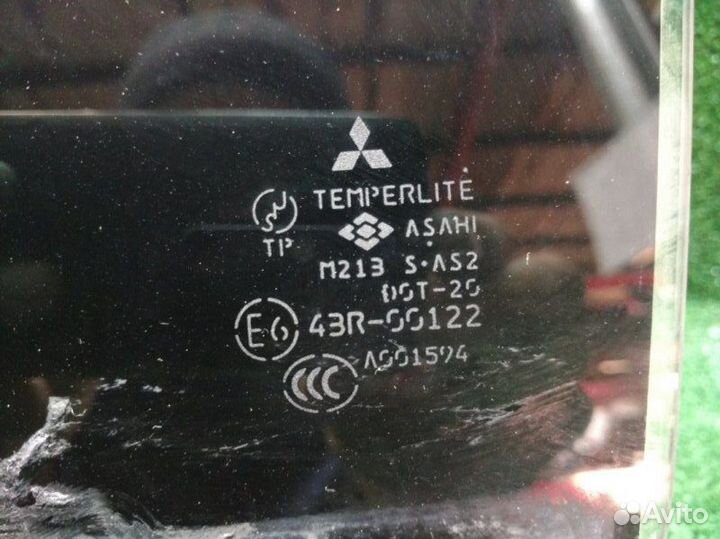 TEMPERLITE
TP
ASAHI
M213 S·AS2
DOT-20
E6 43R-00122
CCC A001594
Avito